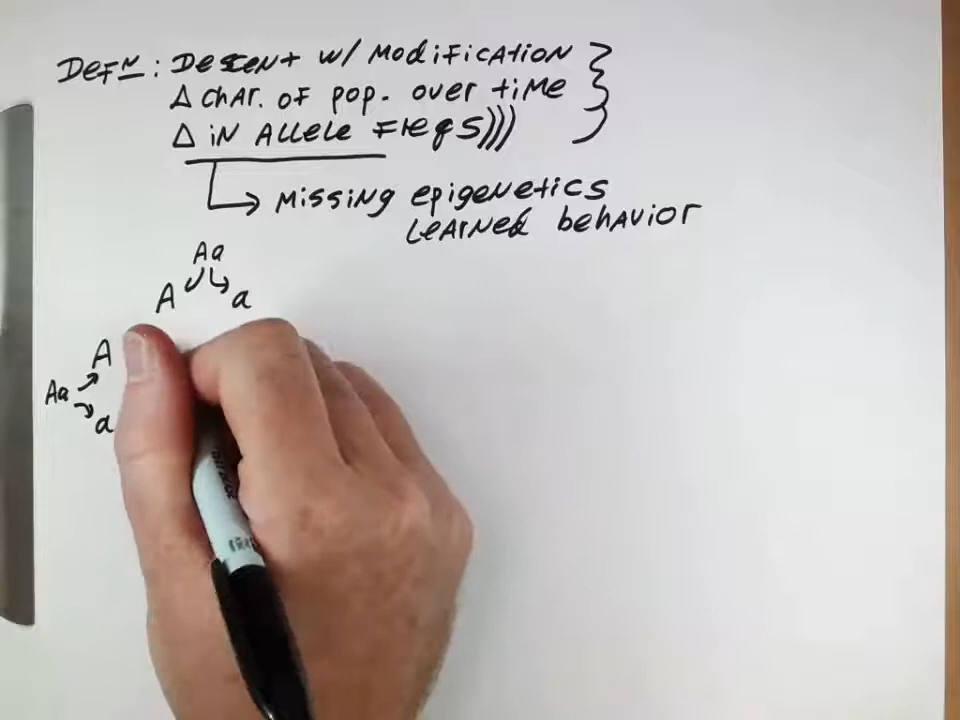 DEFN: DESCENT W/ MODIFICATION
Δ CHAR. OF POP. OVER TIME
Δ IN ALLELE FREQS)))
MISSING EPIGENETICS
LEARNED BEHAVIOR
Aa
A a
A
Aa
a